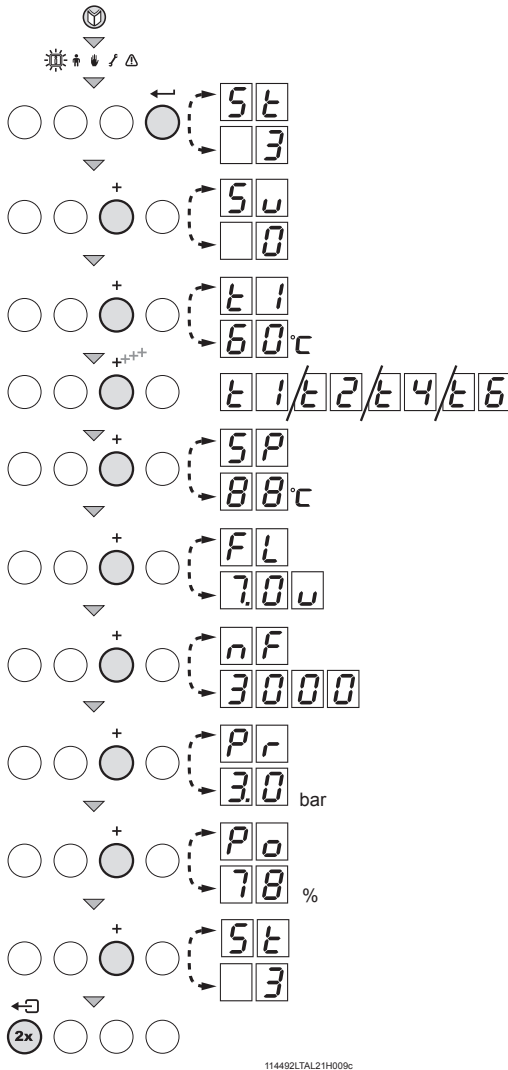 St
3
+
Su
0
+
t1
60°C
++++
t1/t2/t4/t6
+
SP
88°C
+
FL
7.0u
+
nF
3000
+
Pr
3.0 bar
+
Po
78 %
+
St
3
2x
114492LTAL21H009c